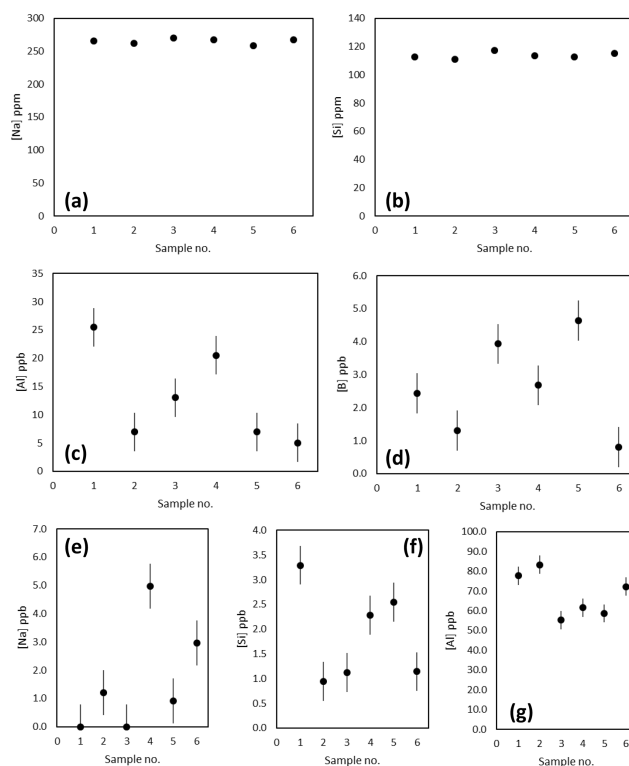 300
250
200
150
100
50
0
[Na] ppm
(a)
0 1 2 3 4 5 6
Sample no.
140
120
100
80
60
40
20
0
[Si] ppm
(b)
0 1 2 3 4 5 6
Sample no.
35
30
25
20
15
10
5
0
[Al] ppb
(c)
0 1 2 3 4 5 6
Sample no.
6.0
5.0
4.0
3.0
2.0
1.0
0.0
[B] ppb
(d)
0 1 2 3 4 5 6
Sample no.
7.0
6.0
5.0
4.0
3.0
2.0
1.0
0.0
[Na] ppb
(e)
0 1 2 3 4 5 6
Sample no.
4.0
3.5
3.0
2.5
2.0
1.5
1.0
0.5
0.0
[Si] ppb
(f)
0 1 2 3 4 5 6
Sample no.
100.0
90.0
80.0
70.0
60.0
50.0
40.0
30.0
20.0
10.0
0.0
[Al] ppb
(g)
0 1 2 3 4 5 6
Sample no.